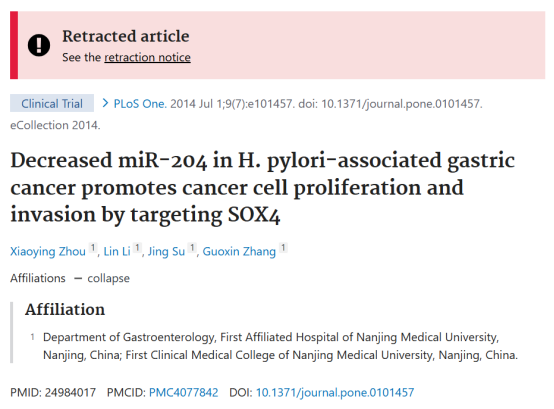 Retracted article
See the retraction notice
Clinical Trial > PLoS One. 2014 Jul 1;9(7):e101457. doi: 10.1371/journal.pone.0101457.
eCollection 2014.
Decreased miR-204 in H. pylori-associated gastric
cancer promotes cancer cell proliferation and
invasion by targeting SOX4
Xiaoying Zhou 1, Lin Li 1, Jing Su 1, Guoxin Zhang 1
Affiliations − collapse
Affiliation
1 Department of Gastroenterology, First Affiliated Hospital of Nanjing Medical University,
Nanjing, China; First Clinical Medical College of Nanjing Medical University, Nanjing, China.
PMID: 24984017 PMCID: PMC4077842 DOI: 10.1371/journal.pone.0101457